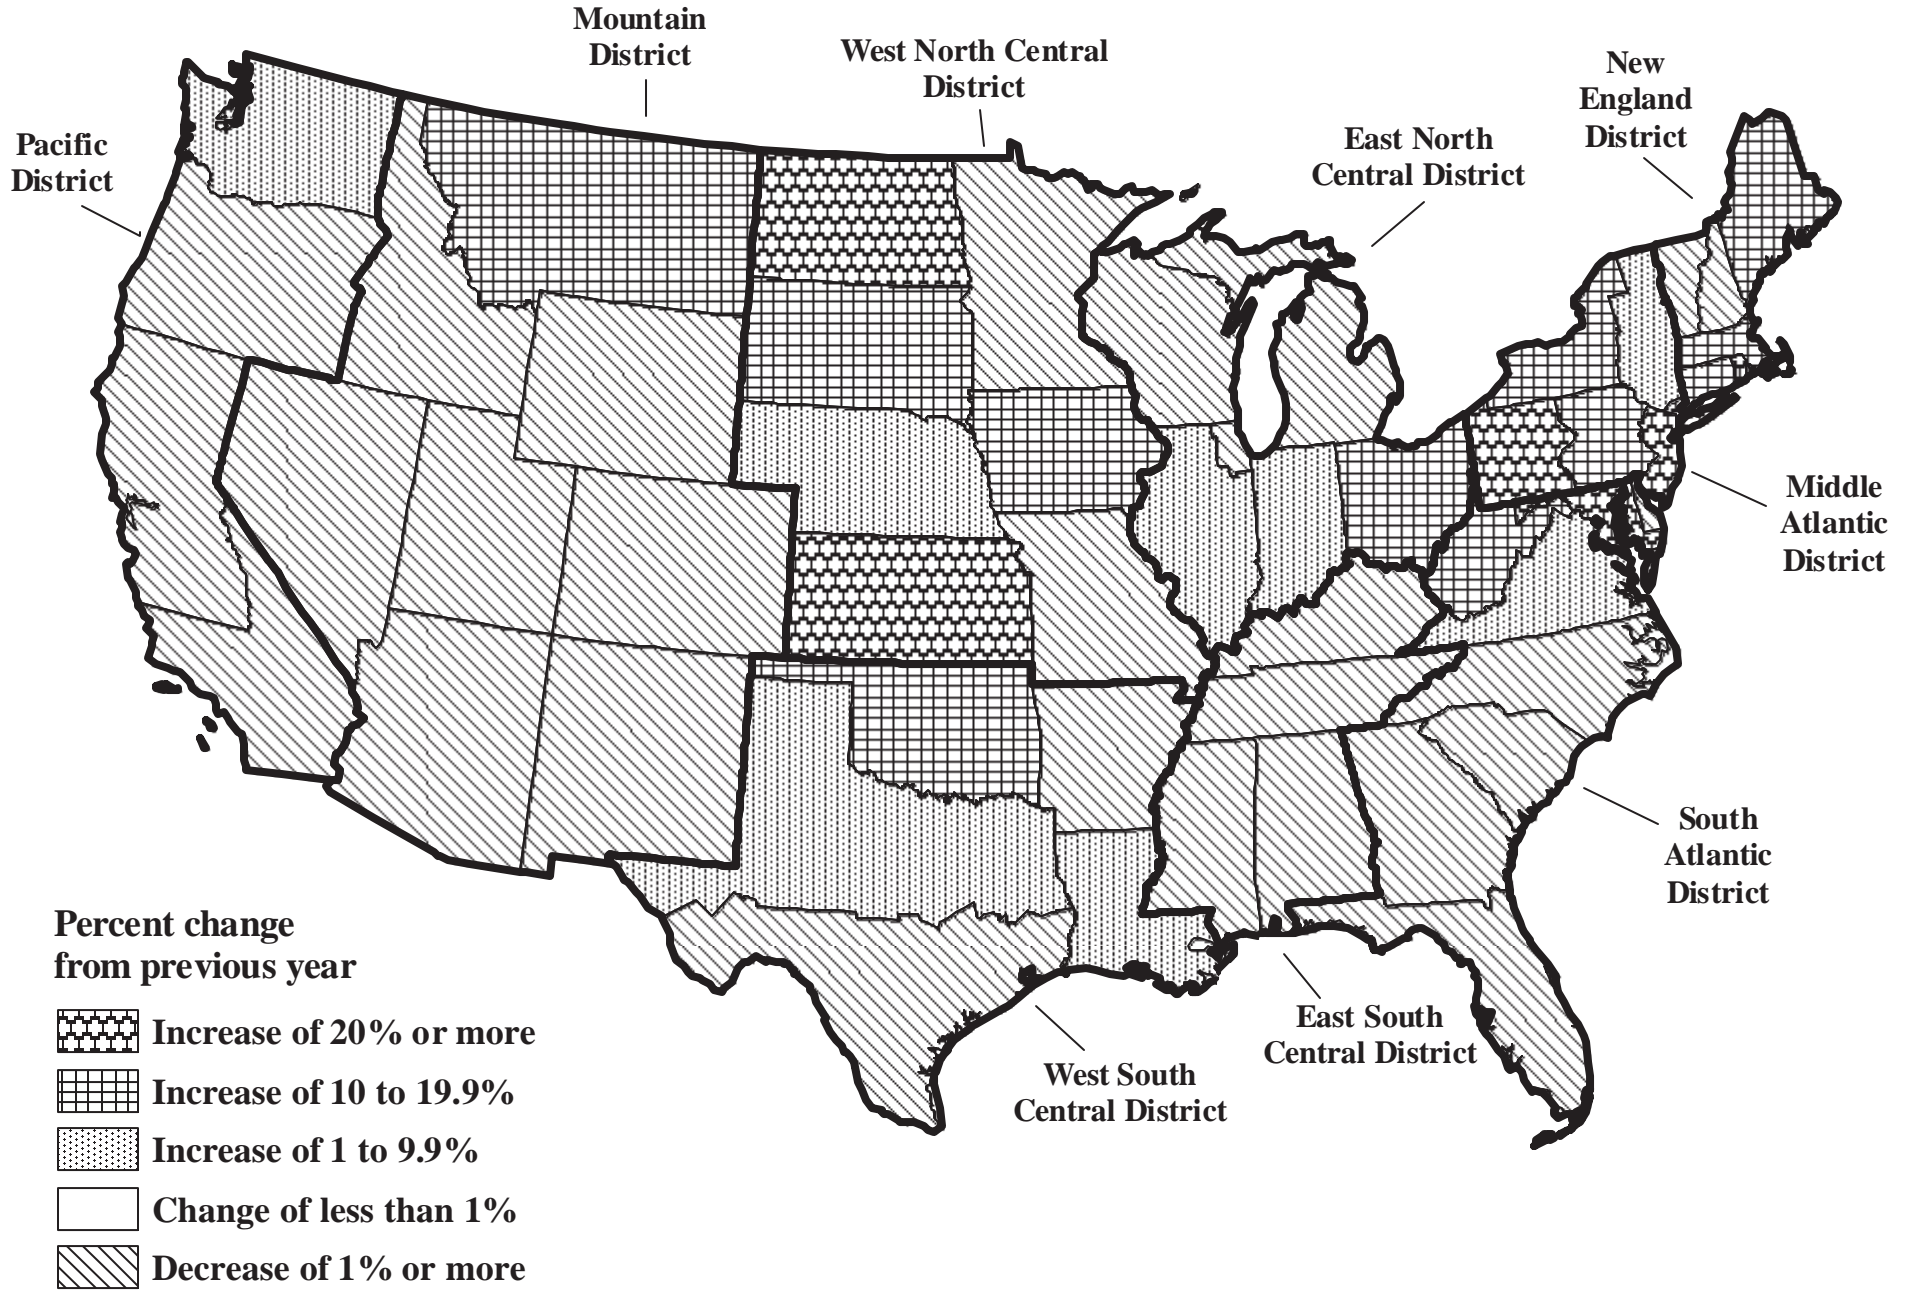 Mountain
District
West North Central
District
New
England
District
East North
Central District
Pacific
District
Middle
Atlantic
District
South
Atlantic
District
East South
Central District
West South
Central District
Percent change
from previous year
Increase of 20% or more
Increase of 10 to 19.9%
Increase of 1 to 9.9%
Change of less than 1%
Decrease of 1% or more